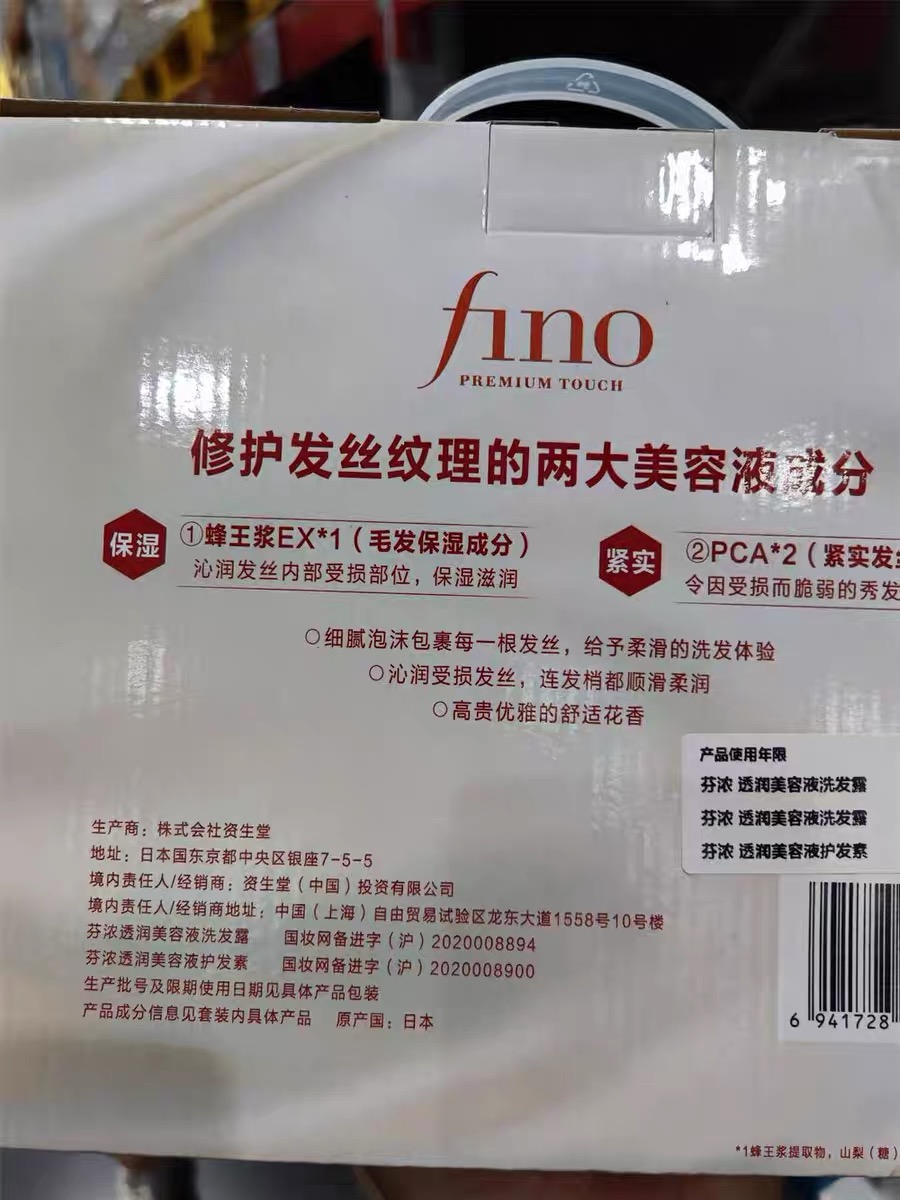 fino
PREMIUM TOUCH
修护发丝纹理的两大美容液成分
保湿
①蜂王浆EX*1（毛发保湿成分）
沁润发丝内部受损部位，保湿滋润
紧实
②PCA*2（紧实发丝
令因受损而脆弱的秀发
○细腻泡沫包裹每一根发丝，给予柔滑的洗发体验
○沁润受损发丝，连发梢都顺滑柔润
○高贵优雅的舒适花香
产品使用年限
芬浓 透润美容液洗发露
芬浓 透润美容液洗发露
芬浓 透润美容液护发素
生产商：株式会社资生堂
地址：日本国东京都中央区银座7-5-5
境内责任人/经销商：资生堂（中国）投资有限公司
境内责任人/经销商地址：中国（上海）自由贸易试验区龙东大道1558号10号楼
芬浓透润美容液洗发露 国妆网备进字（沪）2020008894
芬浓透润美容液护发素 国妆网备进字（沪）2020008900
生产批号及限期使用日期见具体产品包装
产品成分信息见套装内具体产品 原产国：日本
6 941728
*1蜂王浆提取物，山梨（糖）